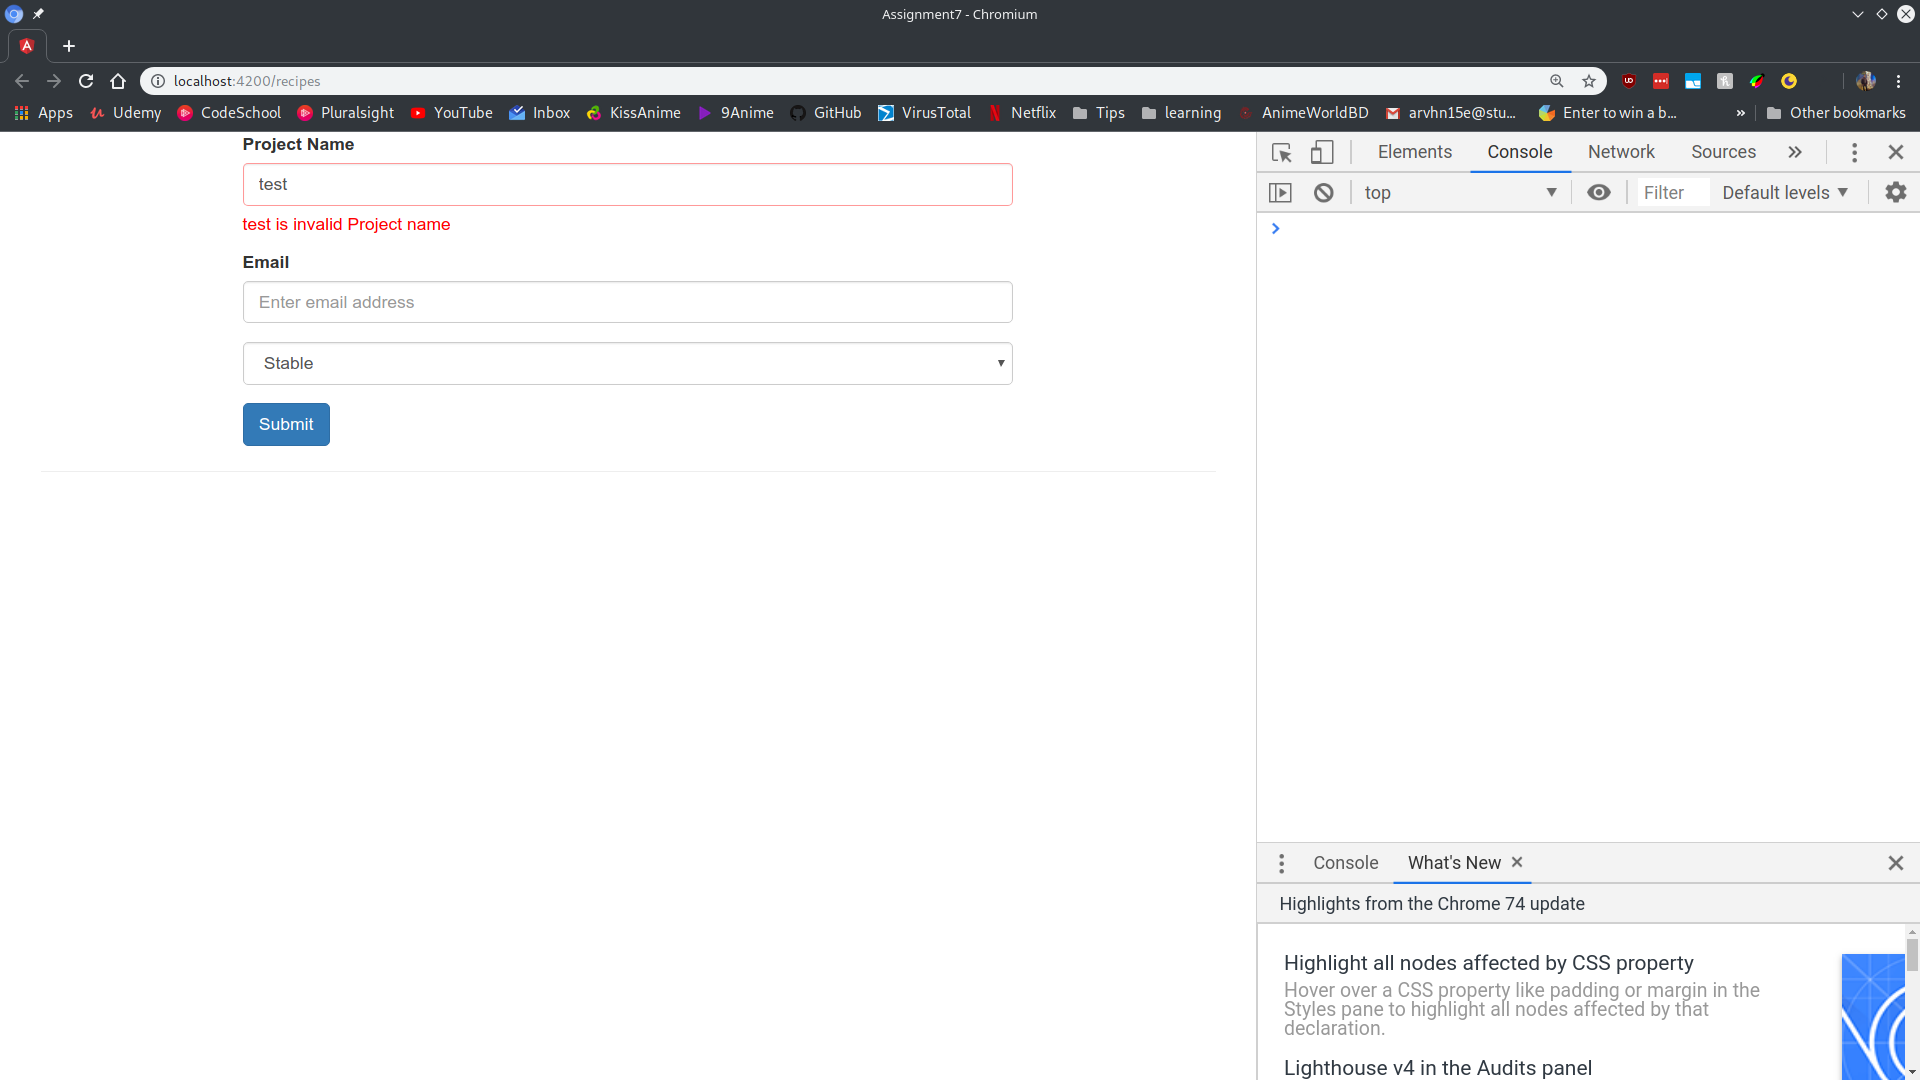 Assignment7 - Chromium
localhost:4200/recipes
Apps Udemy CodeSchool Pluralsight YouTube Inbox KissAnime 9Anime GitHub VirusTotal Netflix Tips learning AnimeWorldBD arvhn15e@stu... Enter to win a b... » Other bookmarks
Project Name
test
test is invalid Project name
Email
Enter email address
Stable
Submit
Elements Console Network Sources »
top Filter Default levels
Console What's New
Highlights from the Chrome 74 update
Highlight all nodes affected by CSS property
Hover over a CSS property like padding or margin in the
Styles pane to highlight all nodes affected by that
declaration.
Lighthouse v4 in the Audits panel